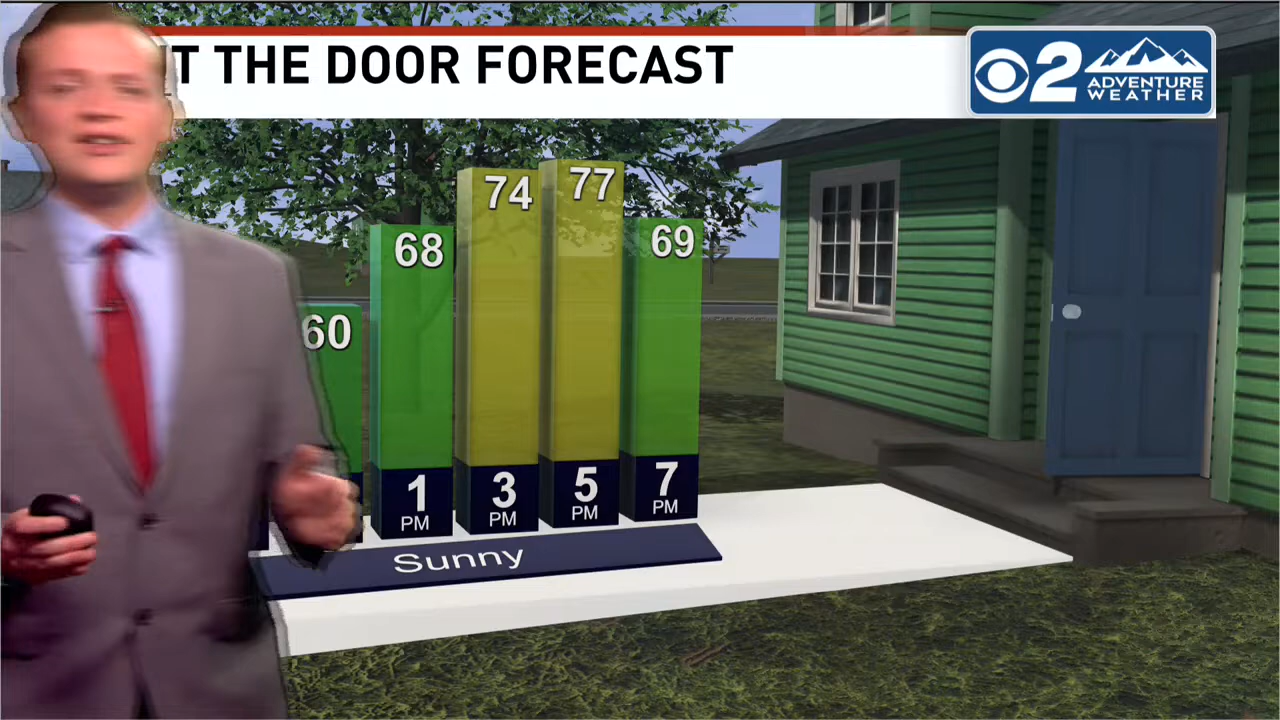 T THE DOOR FORECAST
2 ADVENTURE
WEATHER
60
68
74
77
69
1
PM
3
PM
5
PM
7
PM
Sunny